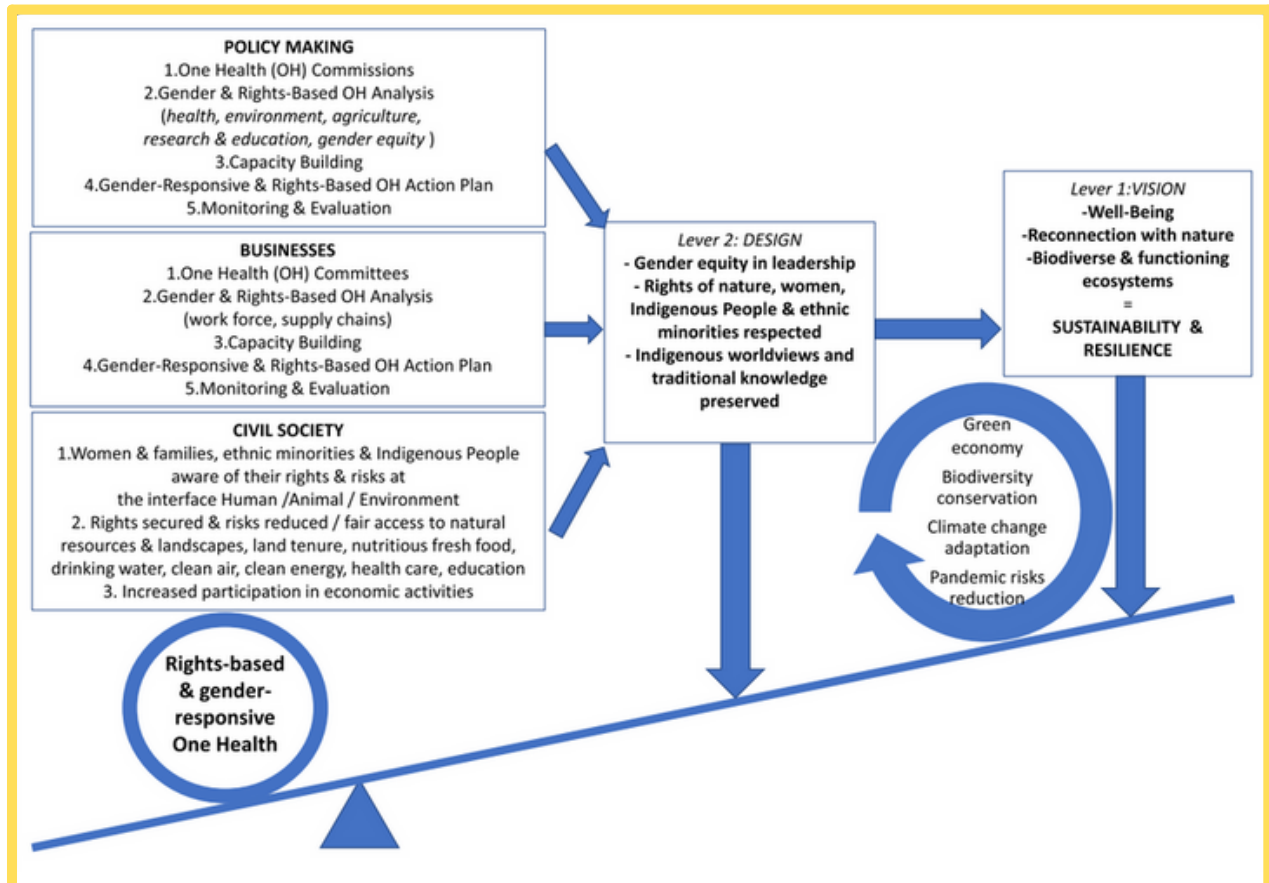 POLICY MAKING
1.One Health (OH) Commissions
2.Gender & Rights-Based OH Analysis
(health, environment, agriculture,
research & education, gender equity )
3.Capacity Building
4.Gender-Responsive & Rights-Based OH Action Plan
5.Monitoring & Evaluation
BUSINESSES
1.One Health (OH) Committees
2.Gender & Rights-Based OH Analysis
(work force, supply chains)
3.Capacity Building
4.Gender-Responsive & Rights-Based OH Action Plan
5.Monitoring & Evaluation
CIVIL SOCIETY
1.Women & families, ethnic minorities & Indigenous People
aware of their rights & risks at
the interface Human /Animal / Environment
2. Rights secured & risks reduced / fair access to natural
resources & landscapes, land tenure, nutritious fresh food,
drinking water, clean air, clean energy, health care, education
3. Increased participation in economic activities
Lever 2: DESIGN
- Gender equity in leadership
- Rights of nature, women,
Indigenous People & ethnic
minorities respected
- Indigenous worldviews and
traditional knowledge
preserved
Lever 1:VISION
-Well-Being
-Reconnection with nature
-Biodiverse & functioning
ecosystems
=
SUSTAINABILITY &
RESILIENCE
Green
economy
Biodiversity
conservation
Climate change
adaptation
Pandemic risks
reduction
Rights-based
& gender-
responsive
One Health